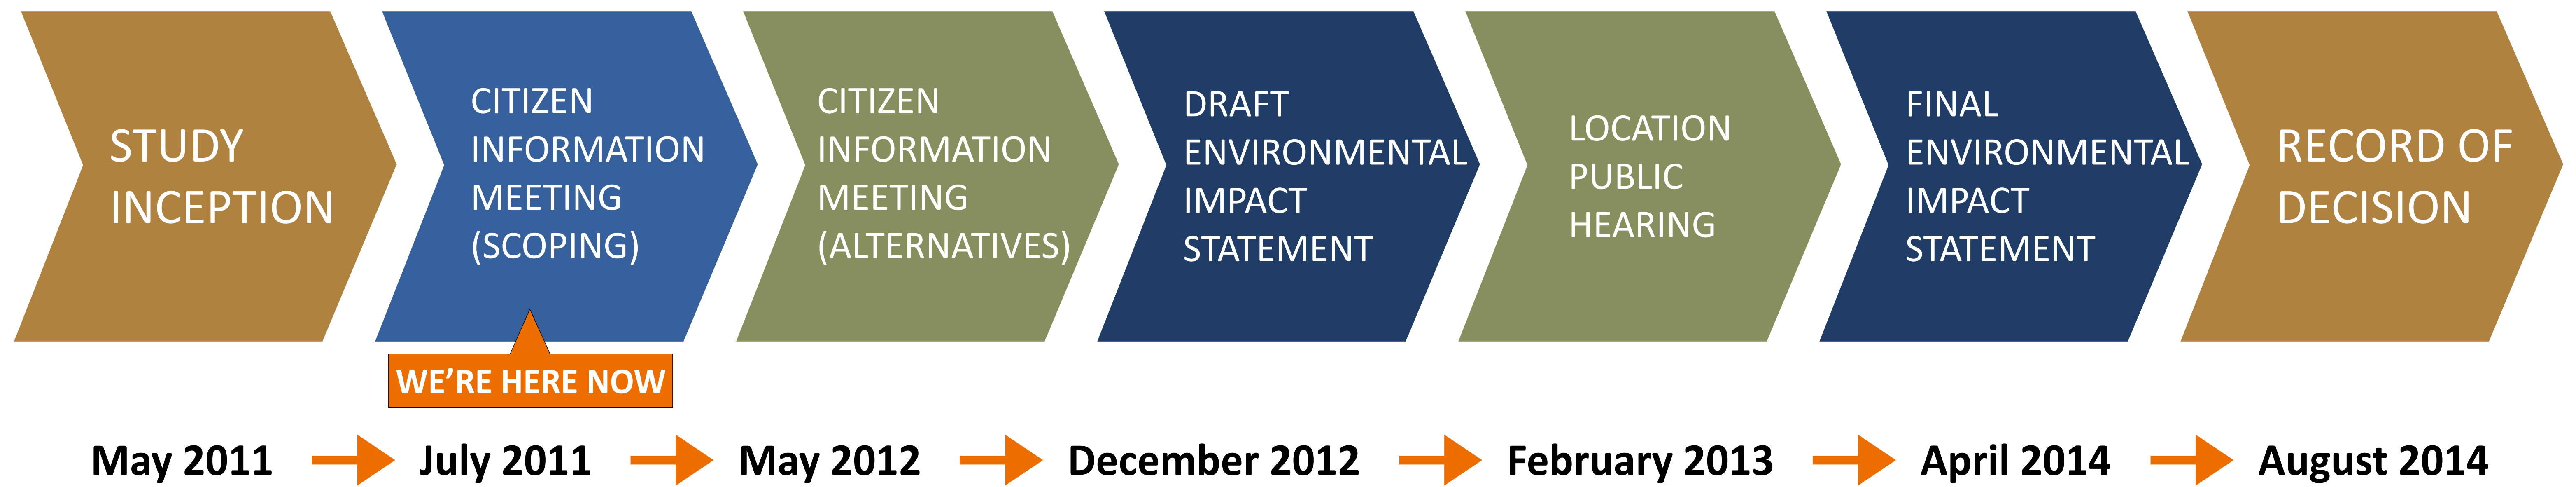 STUDY
INCEPTION
CITIZEN
INFORMATION
MEETING
(SCOPING)
CITIZEN
INFORMATION
MEETING
(ALTERNATIVES)
DRAFT
ENVIRONMENTAL
IMPACT
STATEMENT
LOCATION
PUBLIC
HEARING
FINAL
ENVIRONMENTAL
IMPACT
STATEMENT
RECORD OF
DECISION
WE’RE HERE NOW
May 2011
July 2011
May 2012
December 2012
February 2013
April 2014
August 2014